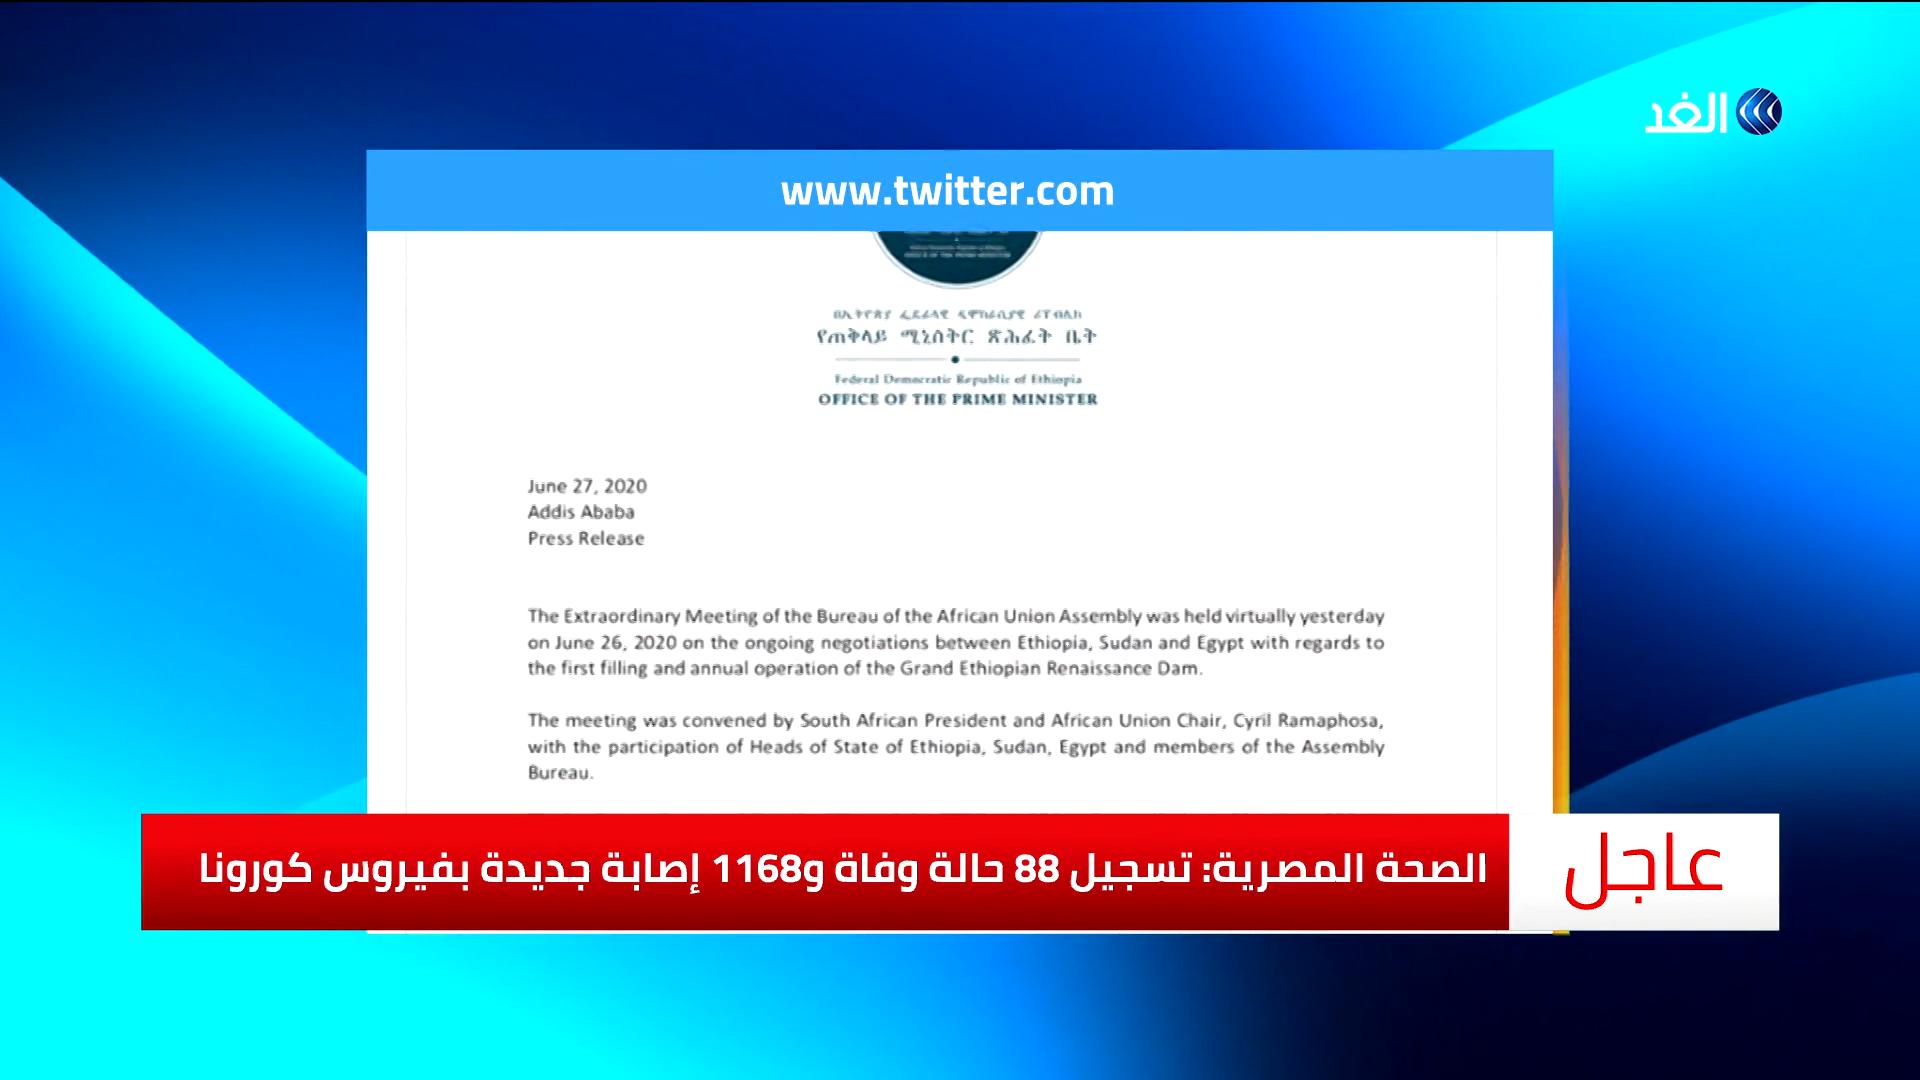 الغد
www.twitter.com
የጠቅላይ ሚኒስትር ጽሕፈት ቤት
Federal Democratic Republic of Ethiopia
OFFICE OF THE PRIME MINISTER
June 27, 2020
Addis Ababa
Press Release
The Extraordinary Meeting of the Bureau of the African Union Assembly was held virtually yesterday
on June 26, 2020 on the ongoing negotiations between Ethiopia, Sudan and Egypt with regards to
the first filling and annual operation of the Grand Ethiopian Renaissance Dam.
The meeting was convened by South African President and African Union Chair, Cyril Ramaphosa,
with the participation of Heads of State of Ethiopia, Sudan, Egypt and members of the Assembly
Bureau.
عاجل
الصحة المصرية: تسجيل 88 حالة وفاة و1168 إصابة جديدة بفيروس كورونا